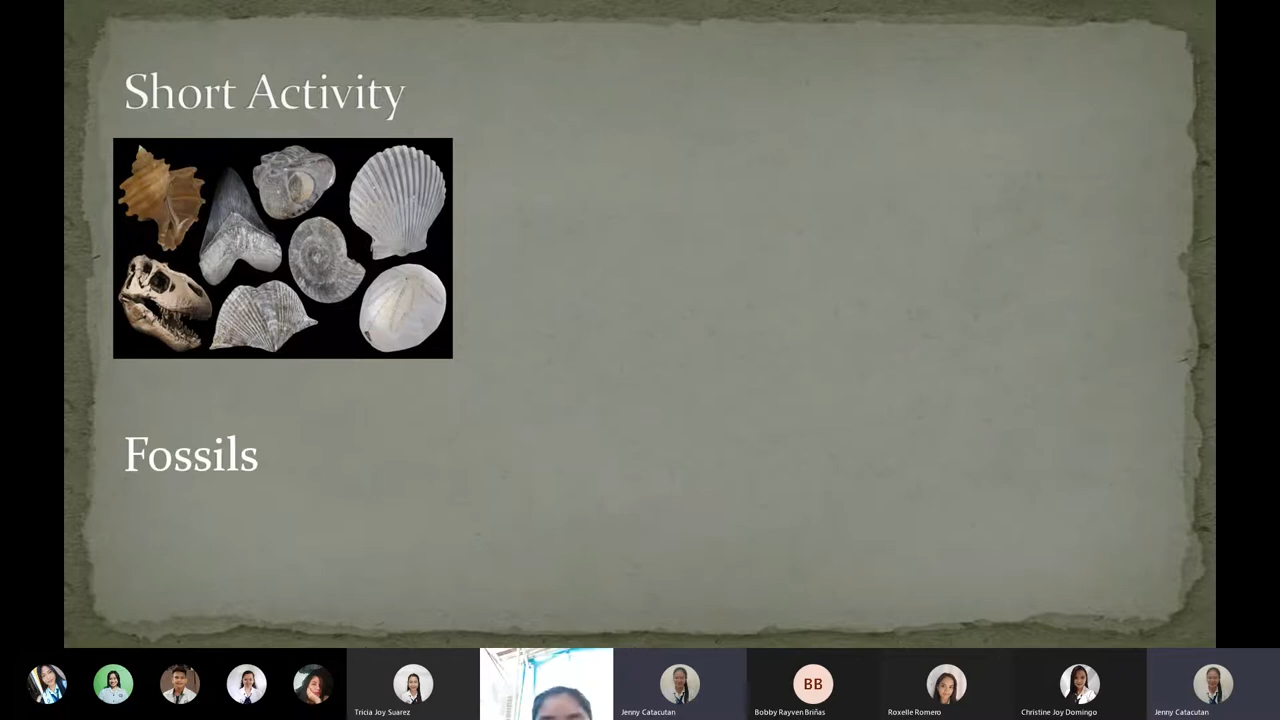 Short Activity
Fossils
Tricia Joy Suarez
Jenny Catacutan
BB
Bobby Rayven Briñas
Roxelle Romero
Christine Joy Domingo
Jenny Catacutan